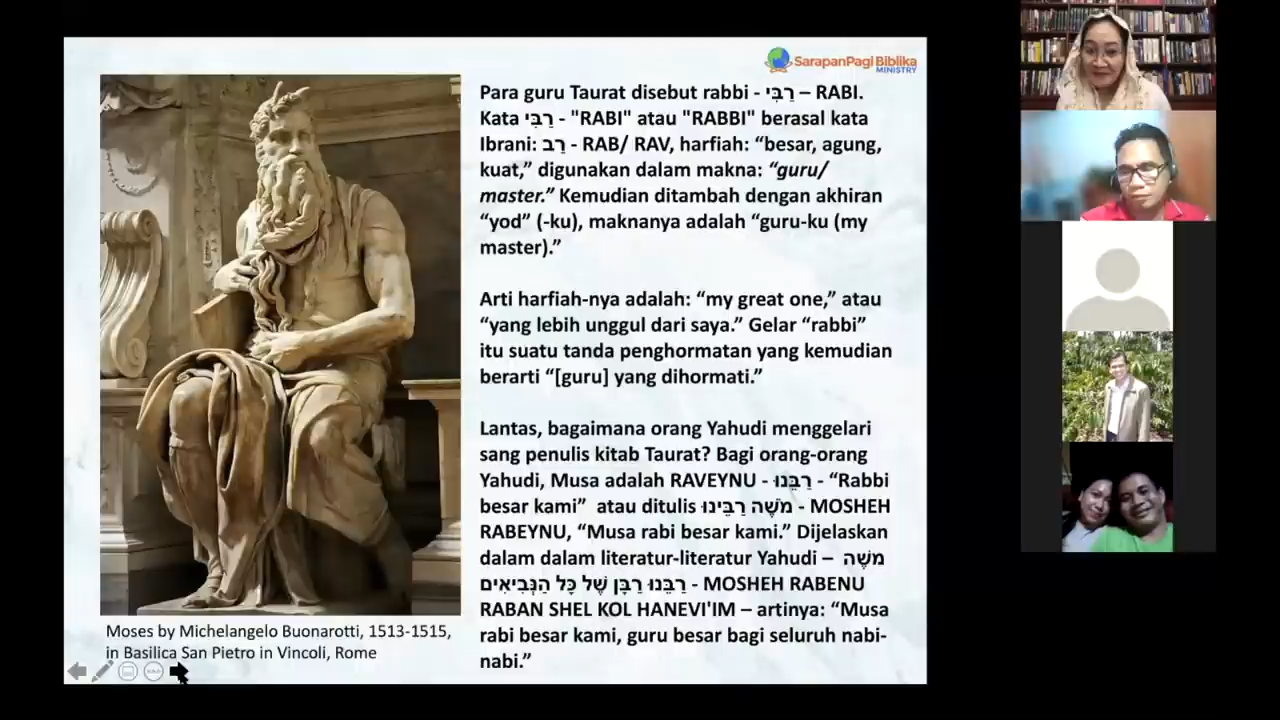 SarapanPagi Biblika
MINISTRY
Para guru Taurat disebut rabbi - רַבִּי – RABI.
Kata רַבִּי - "RABI" atau "RABBI" berasal kata
Ibrani: רַב - RAB/ RAV, harfiah: “besar, agung,
kuat,” digunakan dalam makna: “guru/
master.” Kemudian ditambah dengan akhiran
“yod” (-ku), maknanya adalah “guru-ku (my
master).”
Arti harfiah-nya adalah: “my great one,” atau
“yang lebih unggul dari saya.” Gelar “rabbi”
itu suatu tanda penghormatan yang kemudian
berarti “[guru] yang dihormati.”
Lantas, bagaimana orang Yahudi menggelari
sang penulis kitab Taurat? Bagi orang-orang
Yahudi, Musa adalah RAVEYNU - רַבֵּנוּ - “Rabbi
besar kami” atau ditulis מֹשֶׁה רַבֵּינוּ - MOSHEH
RABEYNU, “Musa rabi besar kami.” Dijelaskan
dalam dalam literatur-literatur Yahudi – מֹשֶׁה
רַבֵּנוּ רַבָּן שֶׁל כָּל הַנְּבִיאִים - MOSHEH RABENU
RABAN SHEL KOL HANEVI'IM – artinya: “Musa
rabi besar kami, guru besar bagi seluruh nabi-
nabi.”
Moses by Michelangelo Buonarotti, 1513-1515,
in Basilica San Pietro in Vincoli, Rome